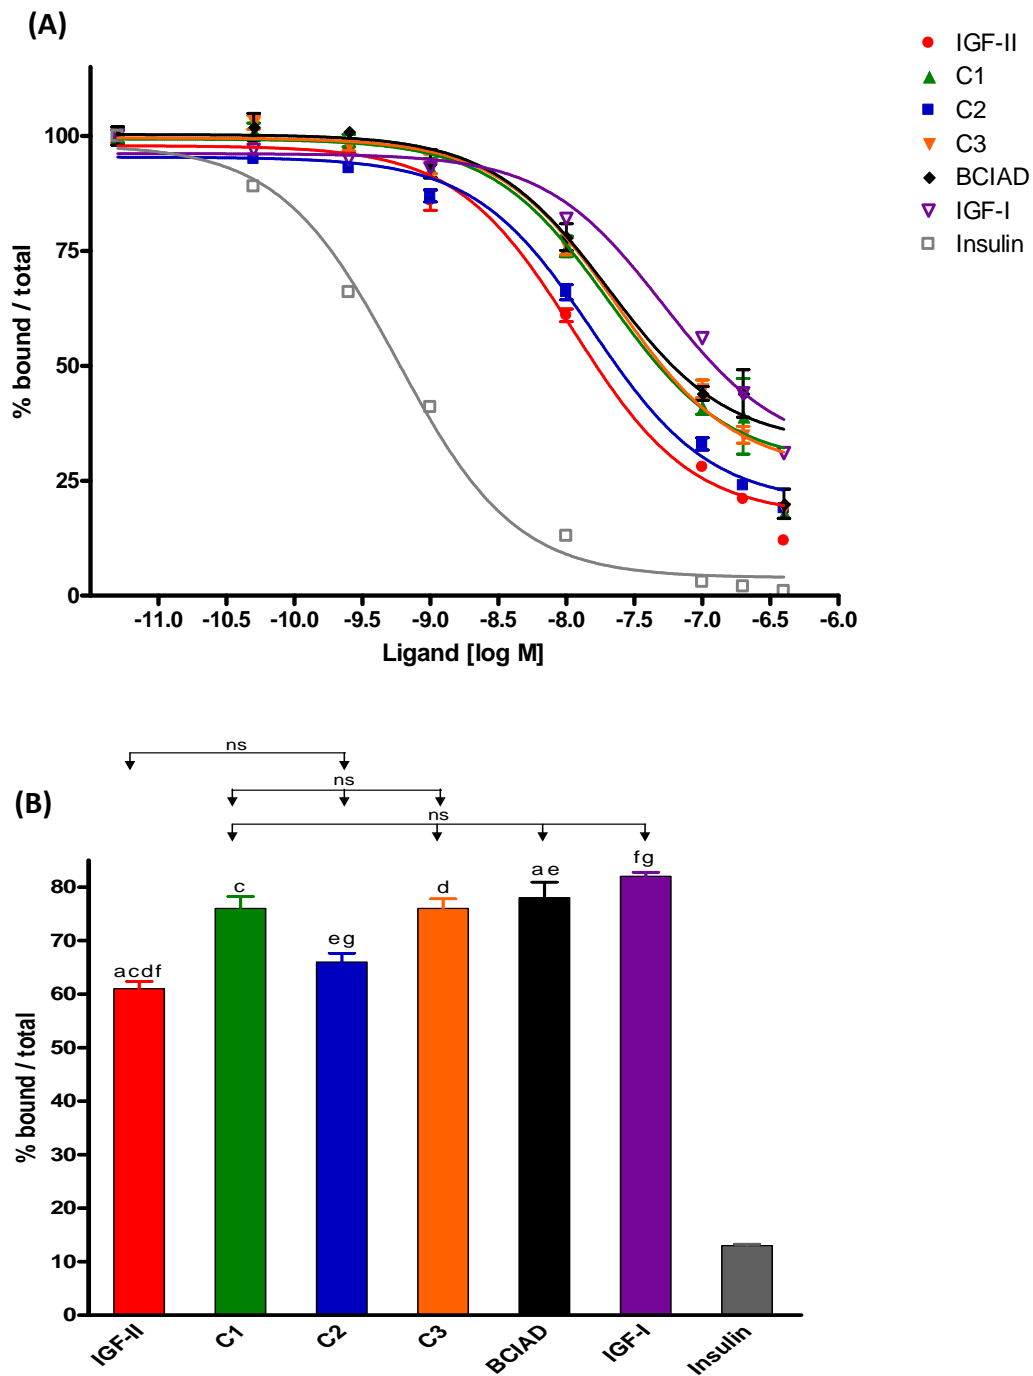 (A)
IGF-II
C1
C2
C3
BCIAD
IGF-I
Insulin
% bound / total
100
75
50
25
0
-11.0 -10.5 -10.0 -9.5 -9.0 -8.5 -8.0 -7.5 -7.0 -6.5 -6.0
Ligand [log M]
(B)
ns
ns
ns
% bound / total
80
70
60
50
40
30
20
10
0
acdf c eg d ae fg
IGF-II C1 C2 C3 BCIAD IGF-I Insulin